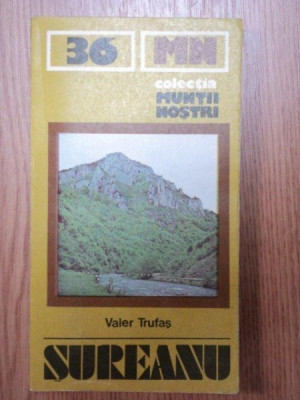 36 MN
colecția
MUNȚII
NOȘTRI
Valer Trufaș
ȘUREANU